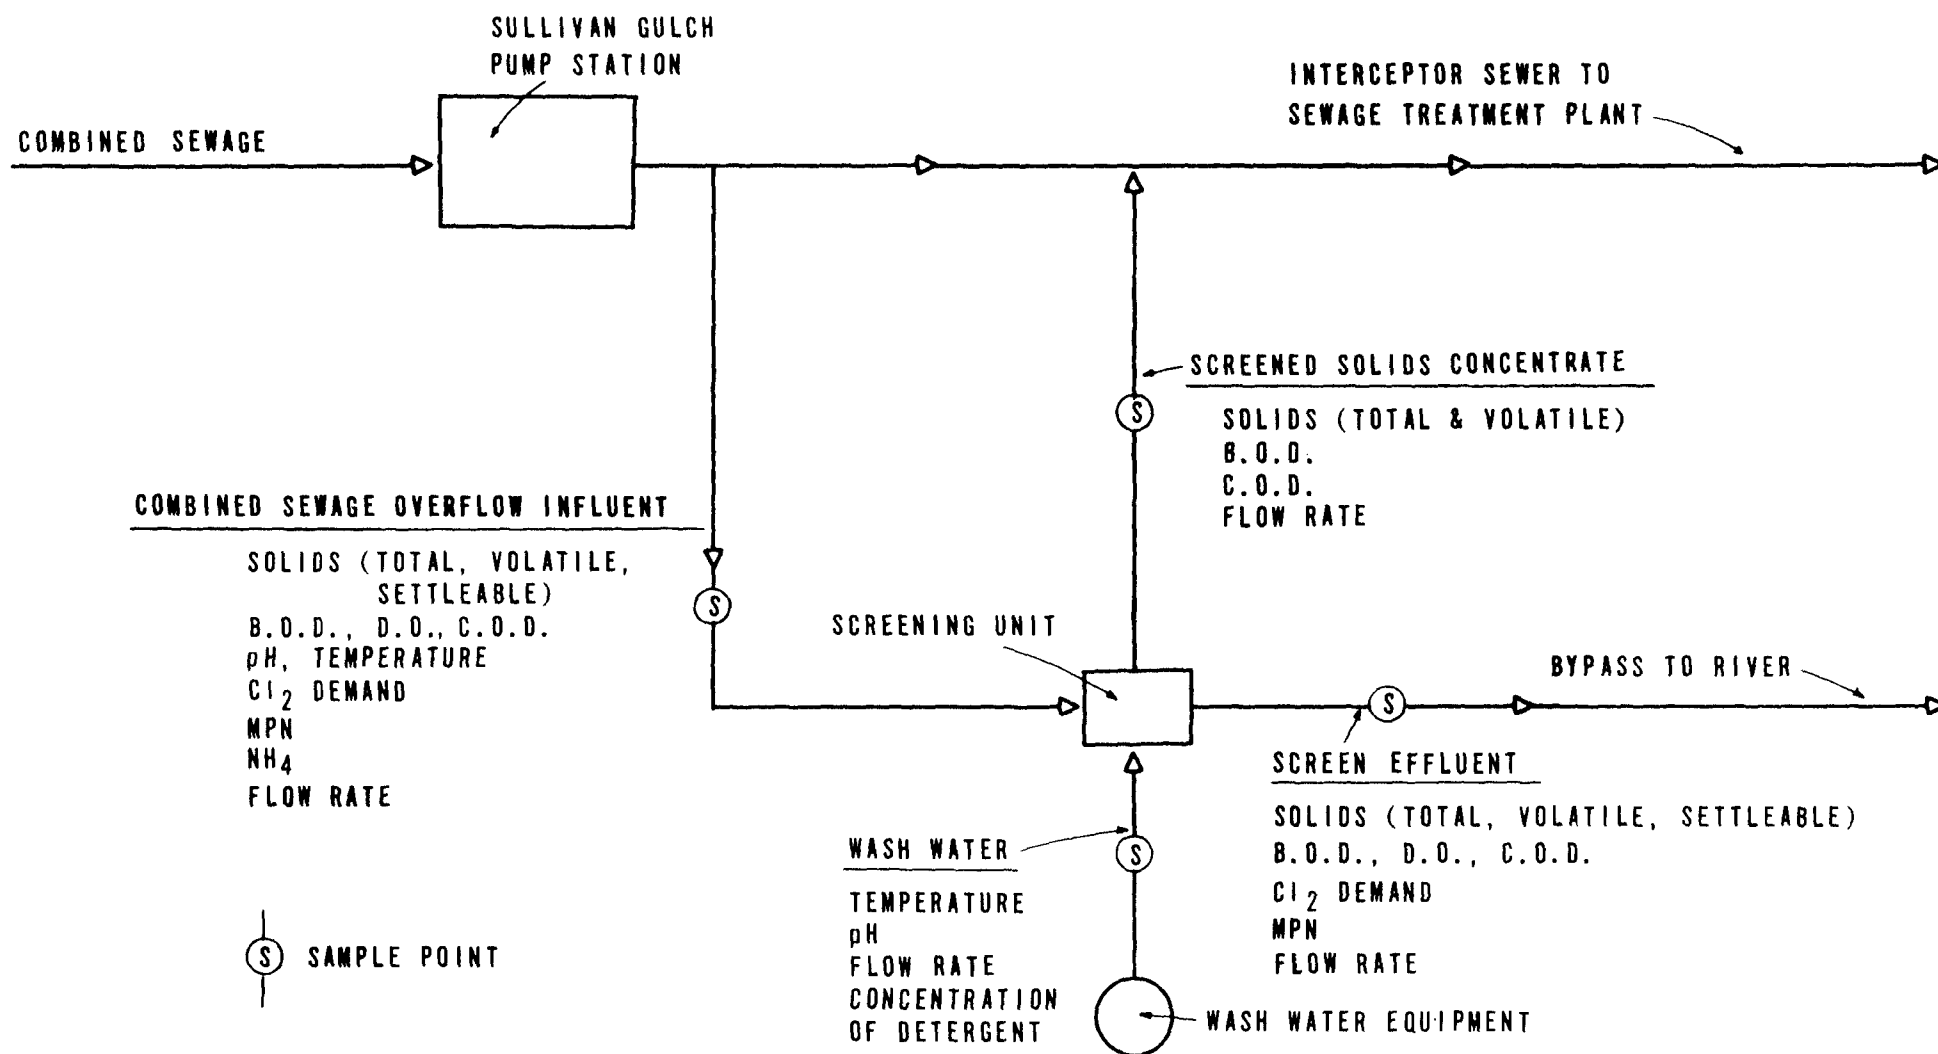 SULLIVAN GULCH
PUMP STATION
INTERCEPTOR SEWER TO
SEWAGE TREATMENT PLANT
COMBINED SEWAGE
SCREENED SOLIDS CONCENTRATE
SOLIDS (TOTAL & VOLATILE)
B.O.D.
C.O.D.
FLOW RATE
S
COMBINED SEWAGE OVERFLOW INFLUENT
SOLIDS (TOTAL, VOLATILE,
SETTLEABLE)
B.O.D., D.O., C.O.D.
pH, TEMPERATURE
Cl₂ DEMAND
MPN
NH₄
FLOW RATE
S
SCREENING UNIT
BYPASS TO RIVER
S
SCREEN EFFLUENT
SOLIDS (TOTAL, VOLATILE, SETTLEABLE)
B.O.D., D.O., C.O.D.
Cl₂ DEMAND
MPN
FLOW RATE
WASH WATER
S
TEMPERATURE
pH
FLOW RATE
CONCENTRATION
OF DETERGENT
WASH WATER EQUIPMENT
S SAMPLE POINT